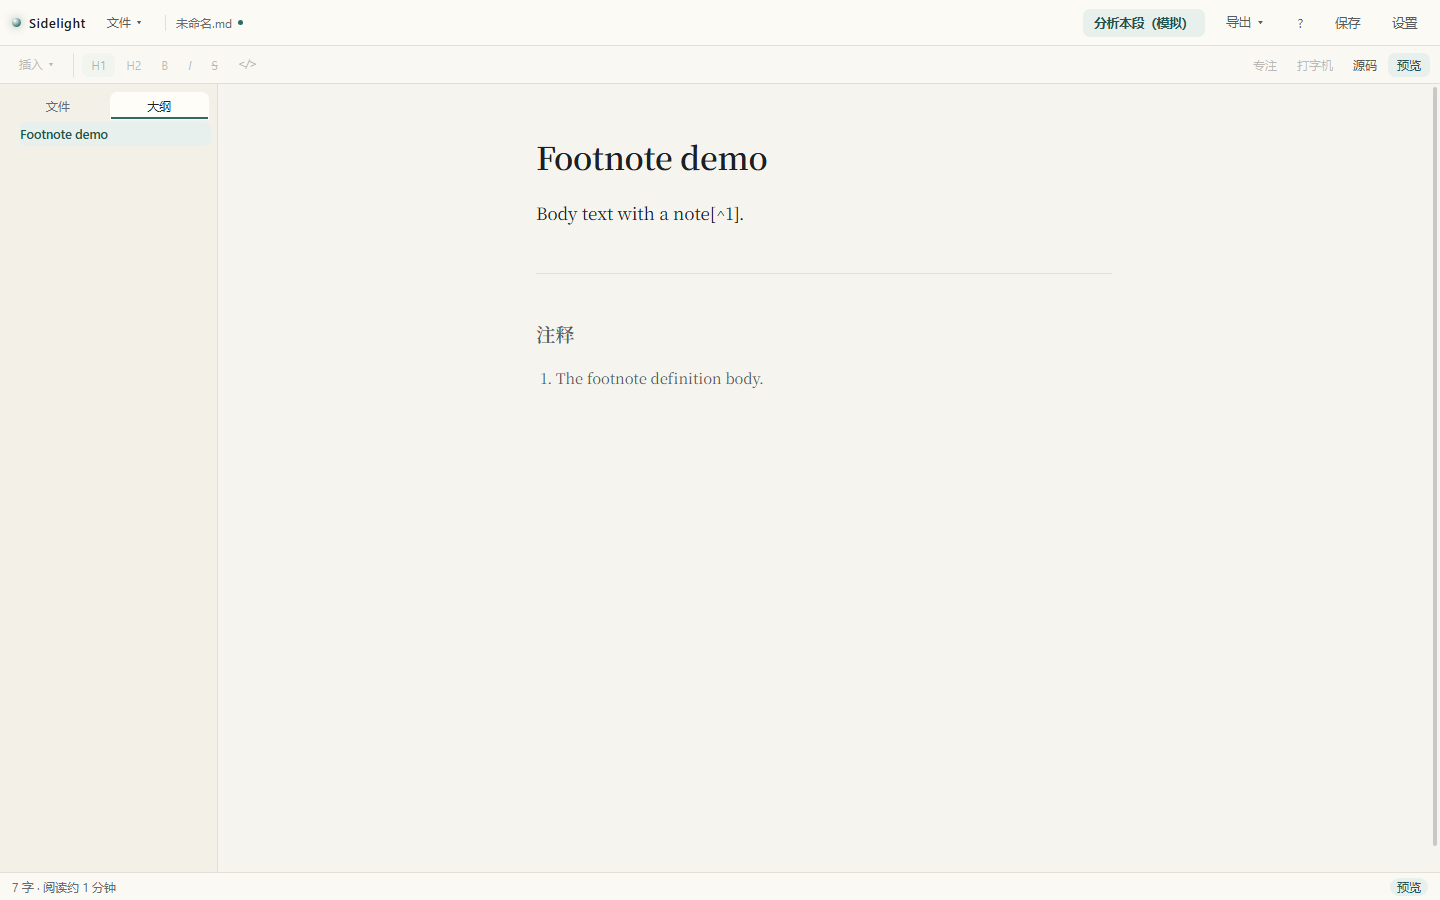 Sidelight 文件 ▾ 未命名.md ● 分析本段（模拟） 导出 ▾ ? 保存 设置
插入 ▾ H1 H2 B I S </> 专注 打字机 源码 预览
文件 大纲
Footnote demo
Footnote demo
Body text with a note[^1].
注释
1. The footnote definition body.
7 字 · 阅读约 1 分钟 预览